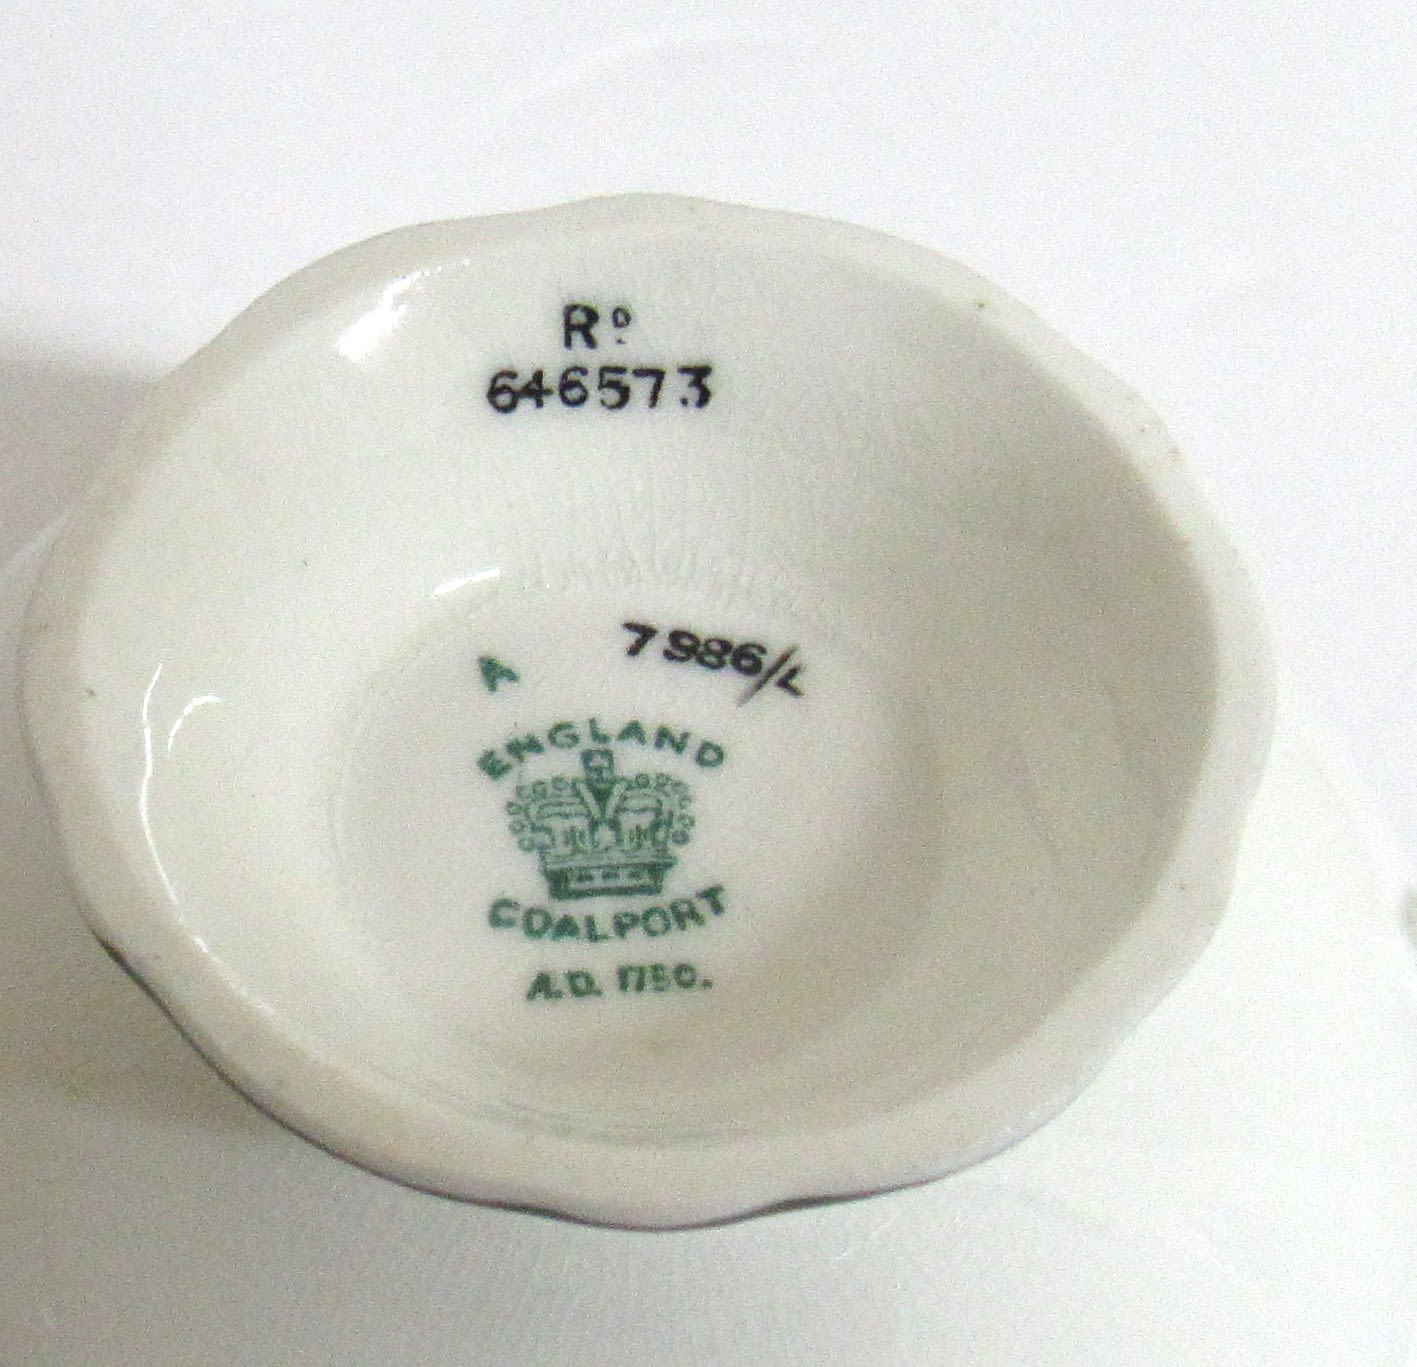 Rᴰ
646573
7986/L
A
ENGLAND
COALPORT
A.D. 1750.